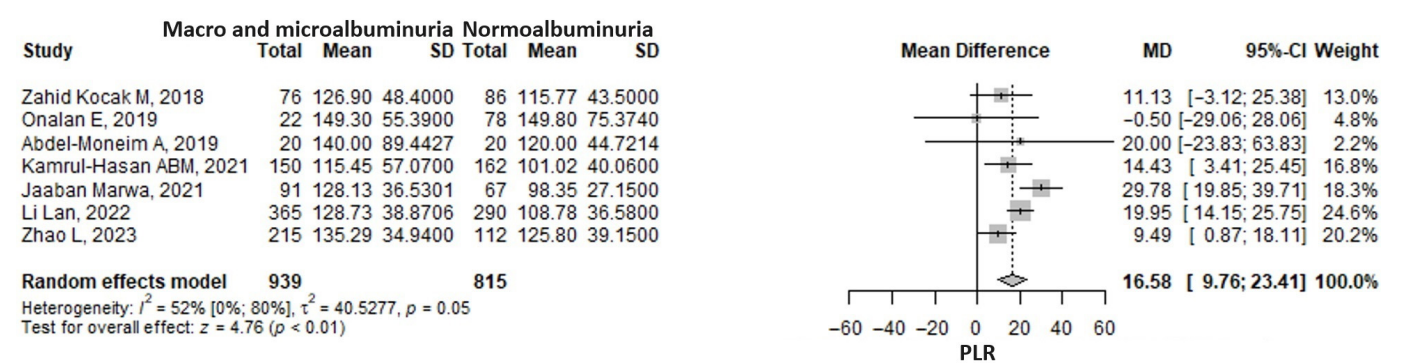 Macro and microalbuminuria Normoalbuminuria
Study Total Mean SD Total Mean SD Mean Difference MD 95%-CI Weight
Zahid Kocak M, 2018 76 126.90 48.4000 86 115.77 43.5000 11.13 [−3.12; 25.38] 13.0%
Onalan E, 2019 22 149.30 55.3900 78 149.80 75.3740 −0.50 [−29.06; 28.06] 4.8%
Abdel-Moneim A, 2019 20 140.00 89.4427 20 120.00 44.7214 20.00 [−23.83; 63.83] 2.2%
Kamrul-Hasan ABM, 2021 150 115.45 57.0700 162 101.02 40.0600 14.43 [ 3.41; 25.45] 16.8%
Jaaban Marwa, 2021 91 128.13 36.5301 67 98.35 27.1500 29.78 [ 19.85; 39.71] 18.3%
Li Lan, 2022 365 128.73 38.8706 290 108.78 36.5800 19.95 [ 14.15; 25.75] 24.6%
Zhao L, 2023 215 135.29 34.9400 112 125.80 39.1500 9.49 [ 0.87; 18.11] 20.2%
Random effects model 939 815 16.58 [ 9.76; 23.41] 100.0%
Heterogeneity: I² = 52% [0%; 80%], τ² = 40.5277, p = 0.05
Test for overall effect: z = 4.76 (p < 0.01)
−60 −40 −20 0 20 40 60
PLR